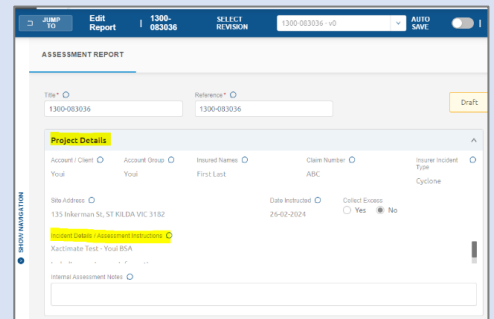 JUMP TO
Edit Report
|
1300-083036
SELECT REVISION
1300-083036 - v0
AUTO SAVE
ASSESSMENT REPORT
Title *
Reference *
1300-083036
1300-083036
Draft
Project Details
Account / Client
Account Group
Insured Names
Claim Number
Insurer Incident Type
Youi
Youi
First Last
ABC
Cyclone
Site Address
Date Instructed
Collect Excess
135 Inkerman St, ST KILDA VIC 3182
26-02-2024
Yes
No
Incident Details / Assessment Instructions
Xactimate Test - Youi BSA
Internal Assessment Notes
SHOW NAVIGATION